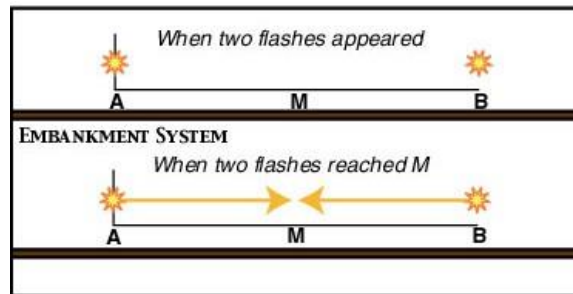 When two flashes appeared
A M B
EMBANKMENT SYSTEM
When two flashes reached M
A M B